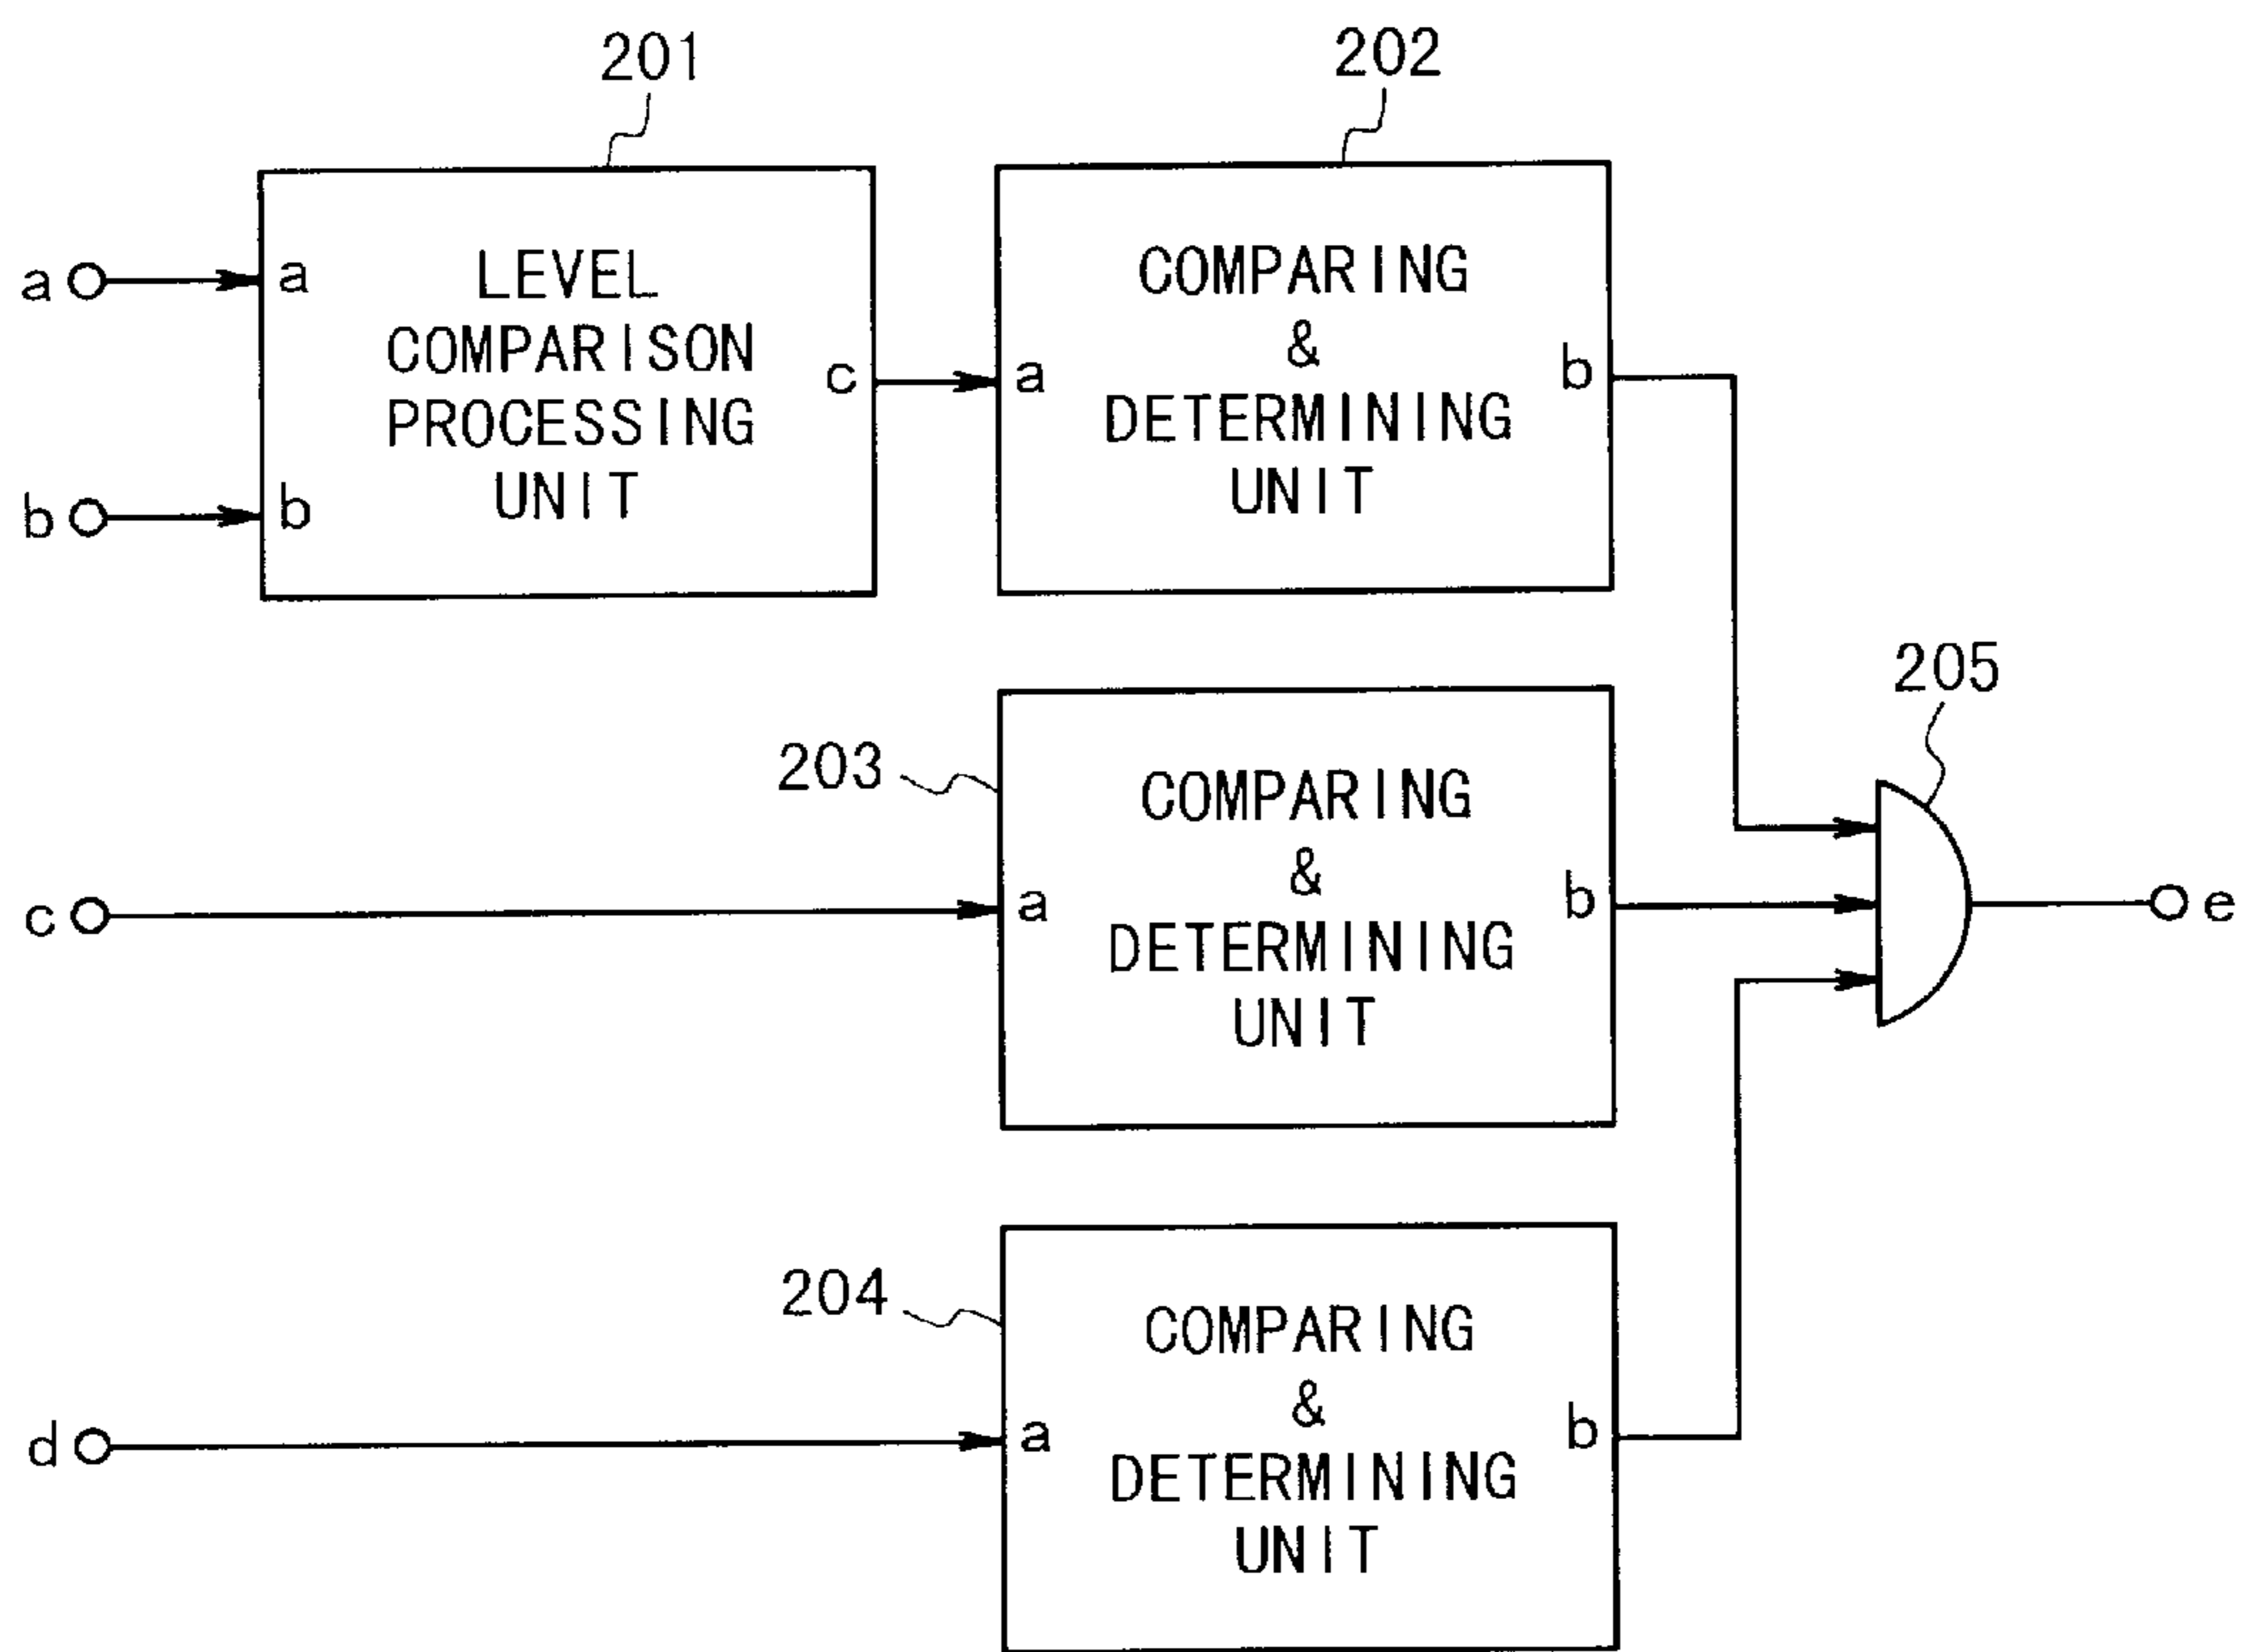 201
202
a
a
LEVEL
COMPARISON
PROCESSING
UNIT
b
b
c
a
COMPARING
&
DETERMINING
UNIT
b
203
c
a
COMPARING
&
DETERMINING
UNIT
b
205
e
204
d
a
COMPARING
&
DETERMINING
UNIT
b